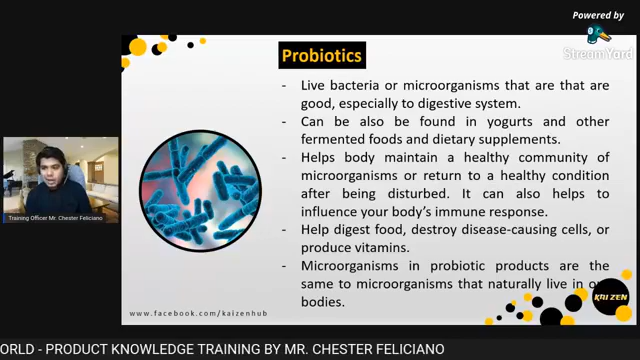 Powered by
StreamYard
Probiotics
- Live bacteria or microorganisms that are that are
good, especially to digestive system.
- Can be also be found in yogurts and other
fermented foods and dietary supplements.
- Helps body maintain a healthy community of
microorganisms or return to a healthy condition
after being disturbed. It can also helps to
influence your body's immune response.
- Help digest food, destroy disease-causing cells, or
produce vitamins.
- Microorganisms in probiotic products are the
same to microorganisms that naturally live in our
bodies.
Training Officer Mr. Chester Feliciano
KAIZEN
www.facebook.com/kaizenhub
ORLD - PRODUCT KNOWLEDGE TRAINING BY MR. CHESTER FELICIANO